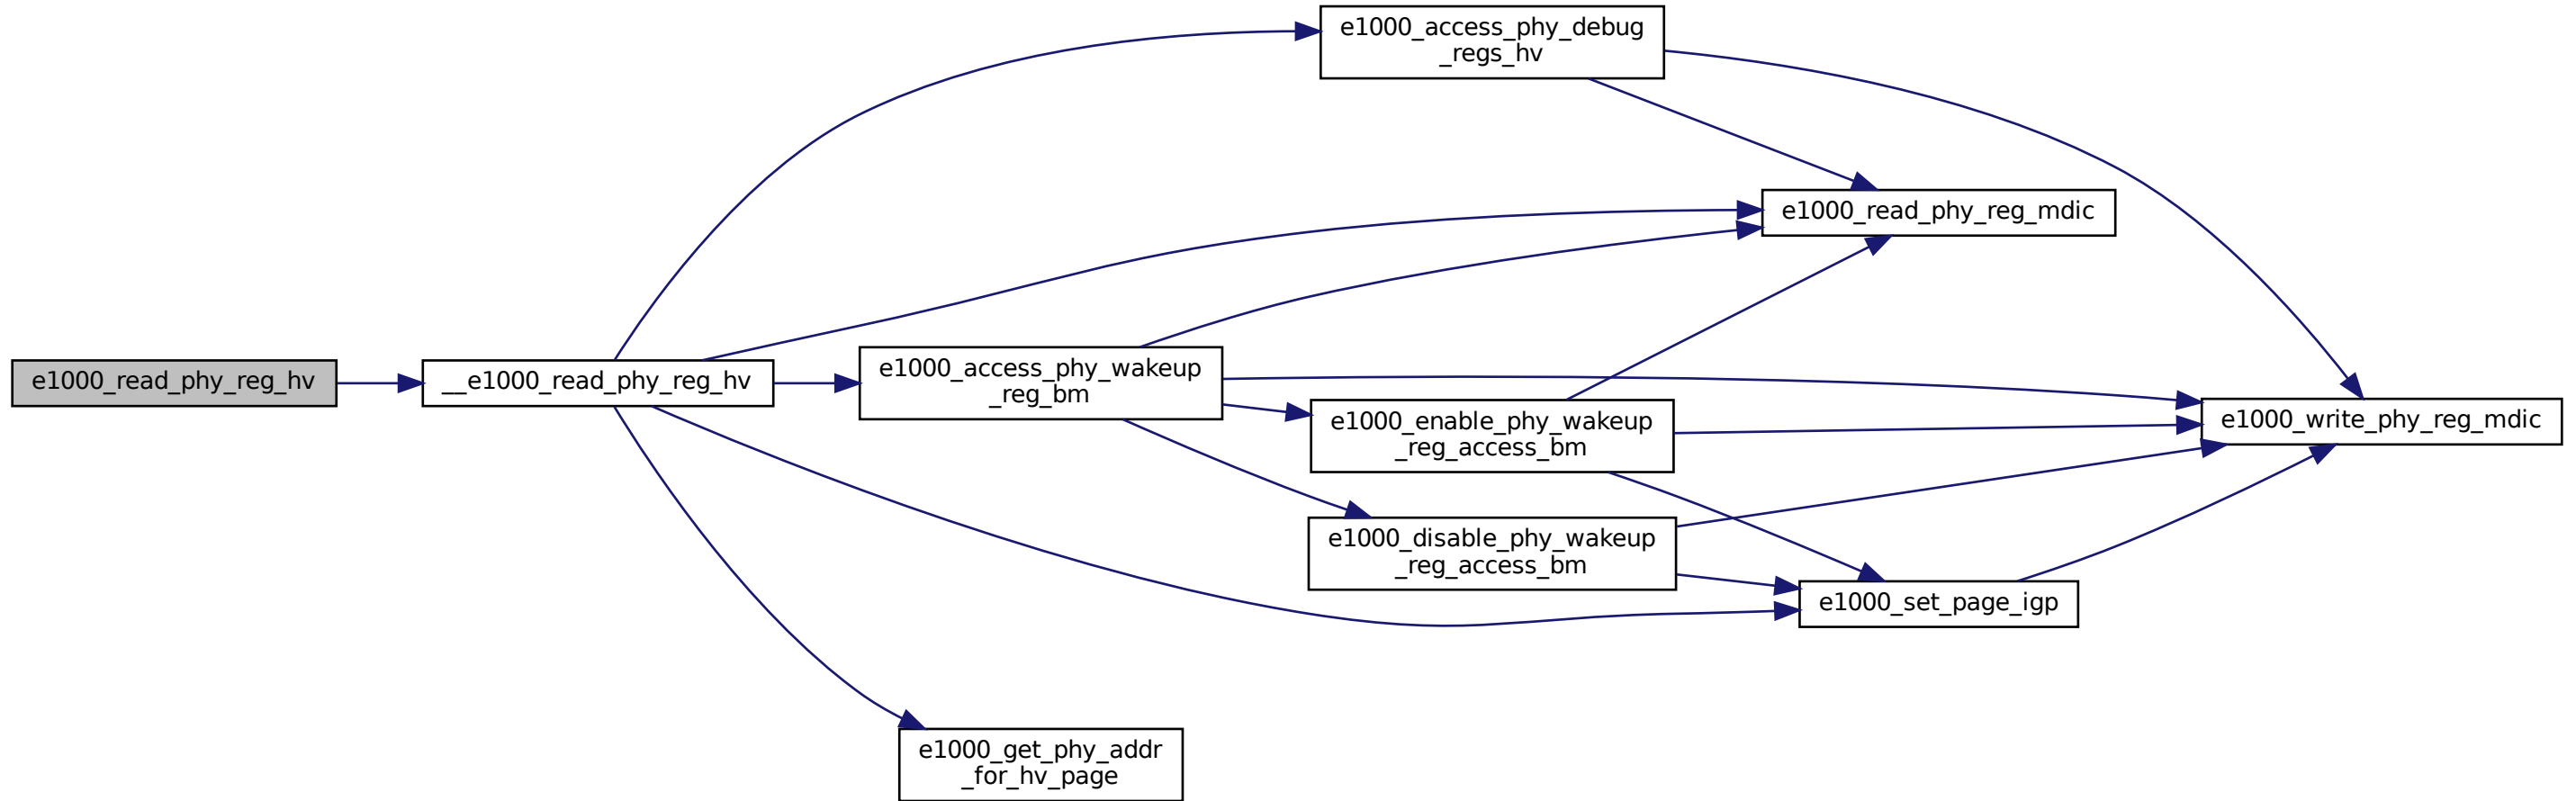 e1000_access_phy_debug
_regs_hv
e1000_read_phy_reg_mdic
e1000_read_phy_reg_hv
__e1000_read_phy_reg_hv
e1000_access_phy_wakeup
_reg_bm
e1000_enable_phy_wakeup
_reg_access_bm
e1000_write_phy_reg_mdic
e1000_disable_phy_wakeup
_reg_access_bm
e1000_set_page_igp
e1000_get_phy_addr
_for_hv_page